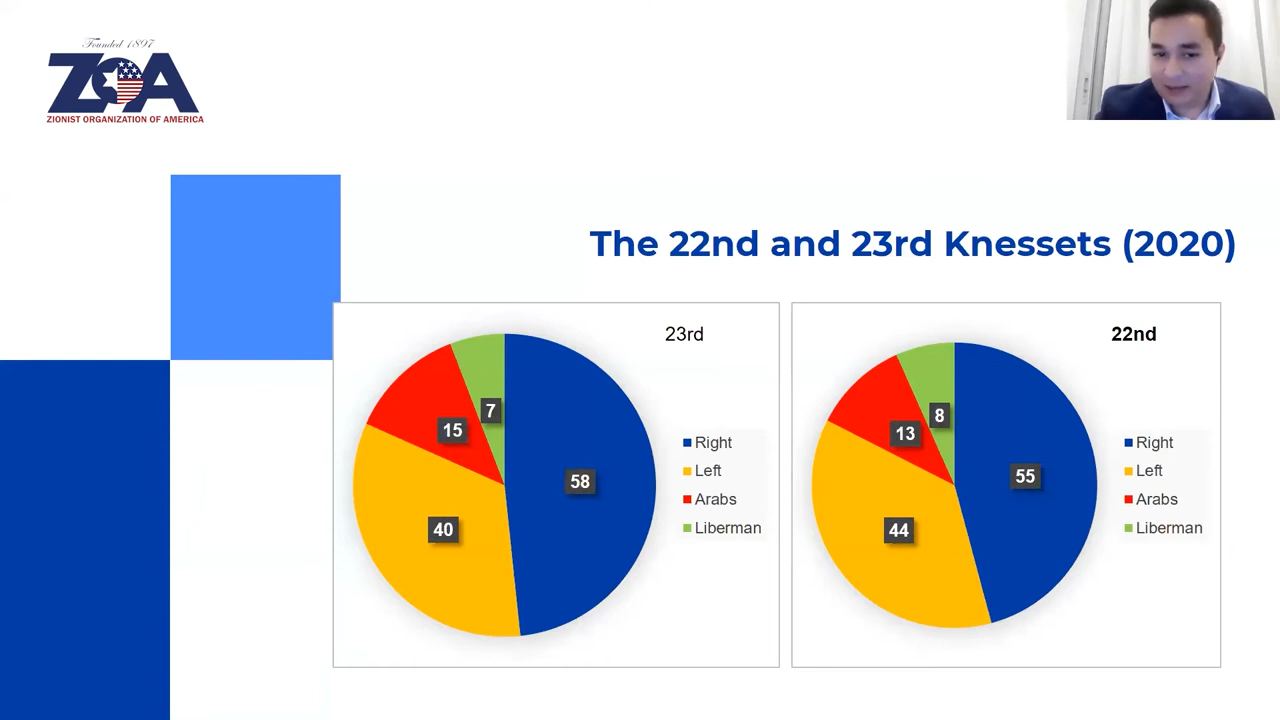 Founded 1897
ZOA
ZIONIST ORGANIZATION OF AMERICA
The 22nd and 23rd Knessets (2020)
23rd
7
15
58
40
Right
Left
Arabs
Liberman
22nd
8
13
55
44
Right
Left
Arabs
Liberman